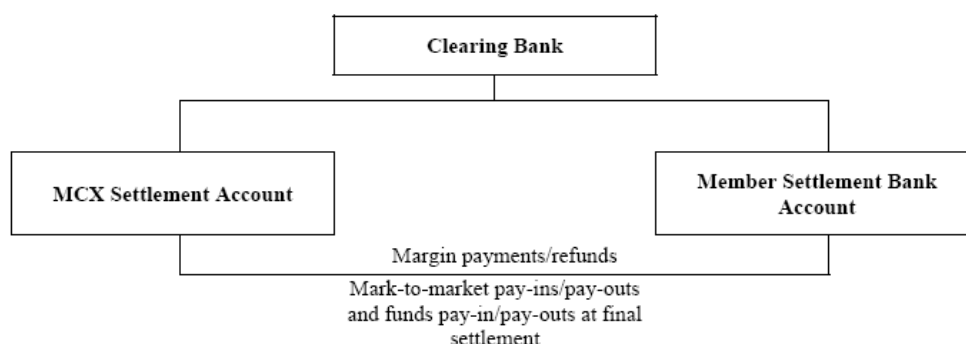 Clearing Bank
MCX Settlement Account
Member Settlement Bank
Account
Margin payments/refunds
Mark-to-market pay-ins/pay-outs
and funds pay-in/pay-outs at final
settlement